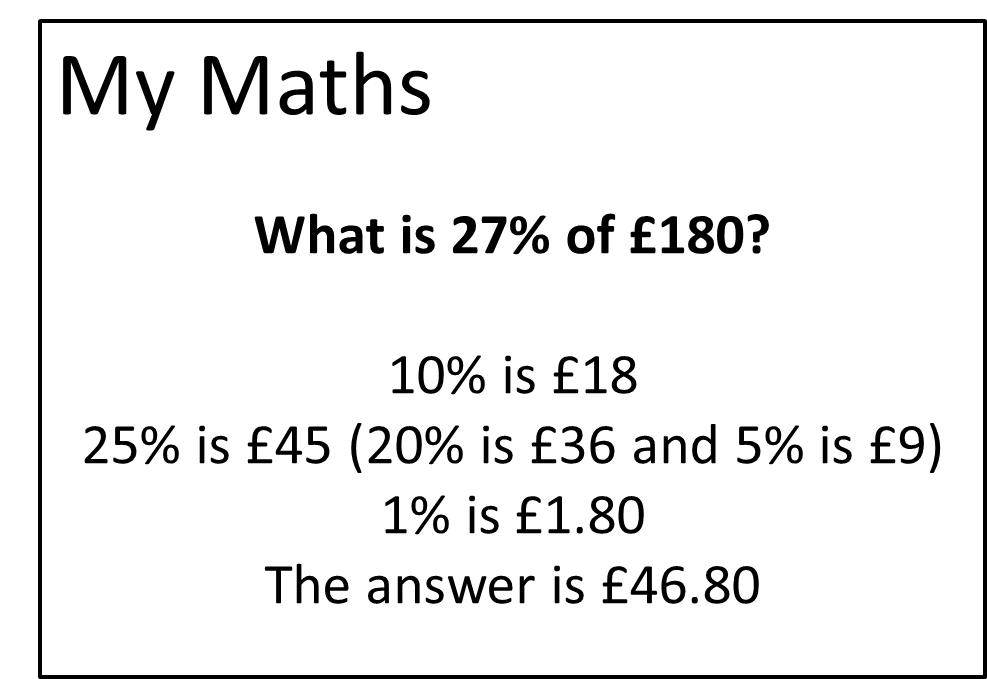 My Maths
What is 27% of £180?
10% is £18
25% is £45 (20% is £36 and 5% is £9)
1% is £1.80
The answer is £46.80